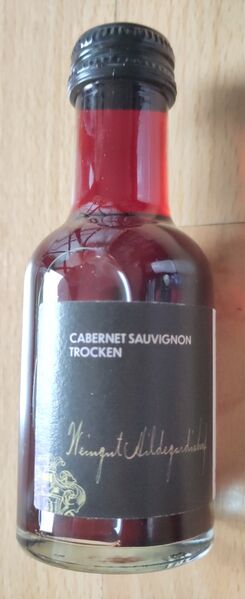 CABERNET SAUVIGNON
TROCKEN
Weingut Hildegardishof